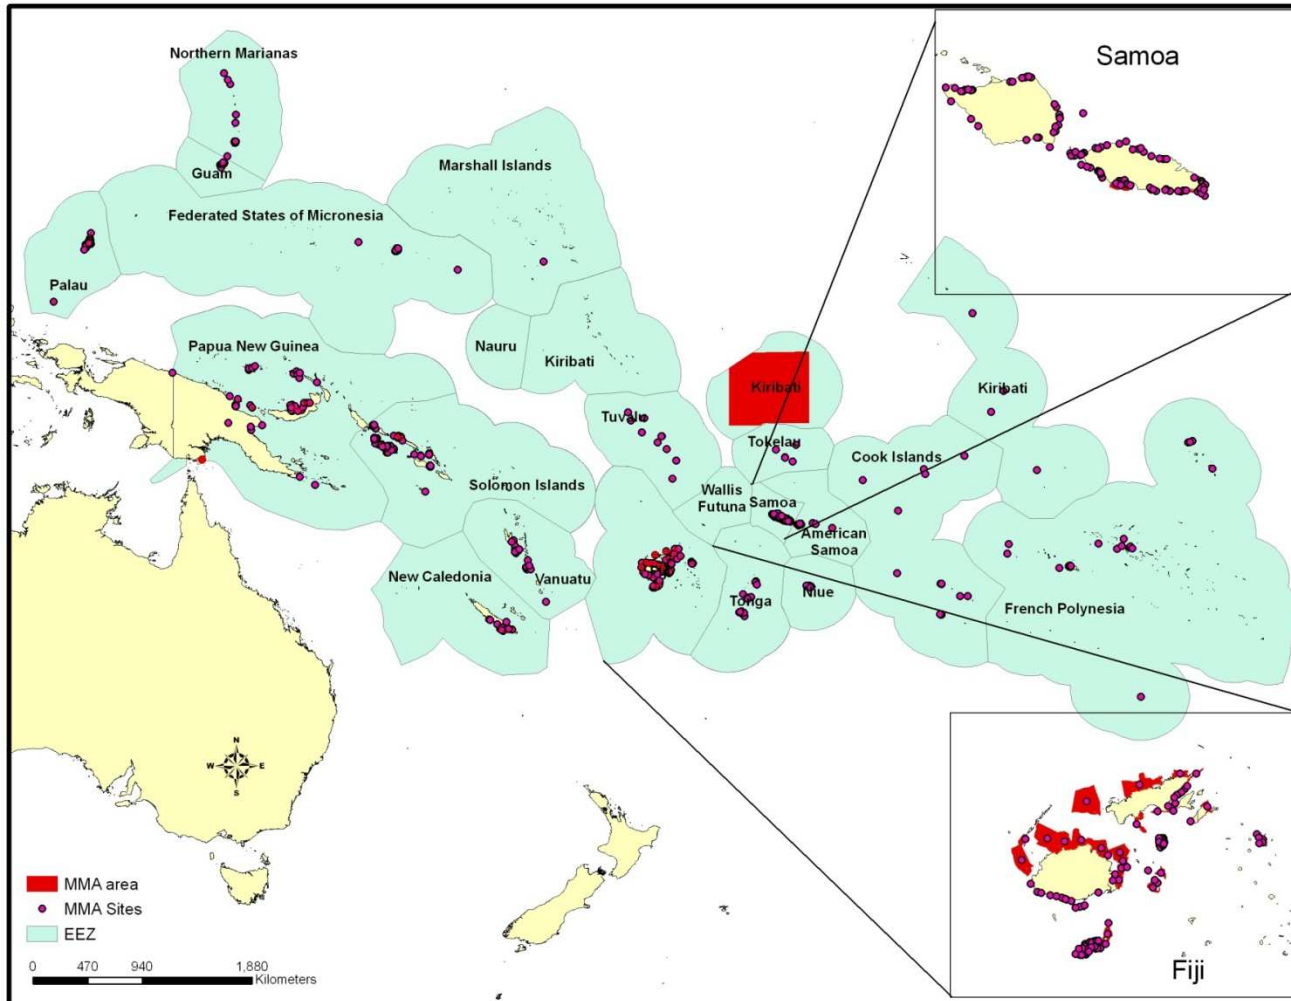 Northern Marianas
Samoa
Guam
Marshall Islands
Federated States of Micronesia
Palau
Papua New Guinea
Nauru
Kiribati
Kiribati
Kiribati
Tuvalu
Tokelau
Cook Islands
Solomon Islands
Wallis
Futuna
Samoa
American
Samoa
New Caledonia
Vanuatu
Tonga
Niue
French Polynesia
N
W E
S
MMA area
MMA Sites
EEZ
0 470 940 1,880
Kilometers
Fiji